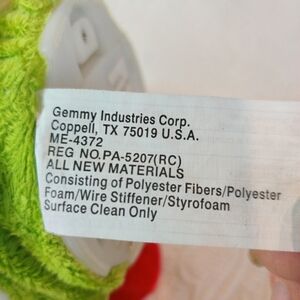 Gemmy Industries Corp.
Coppell, TX 75019 U.S.A.
ME-4372
REG NO.PA-5207(RC)
ALL NEW MATERIALS
Consisting of Polyester Fibers/Polyester
Foam/Wire Stiffener/Styrofoam
Surface Clean Only